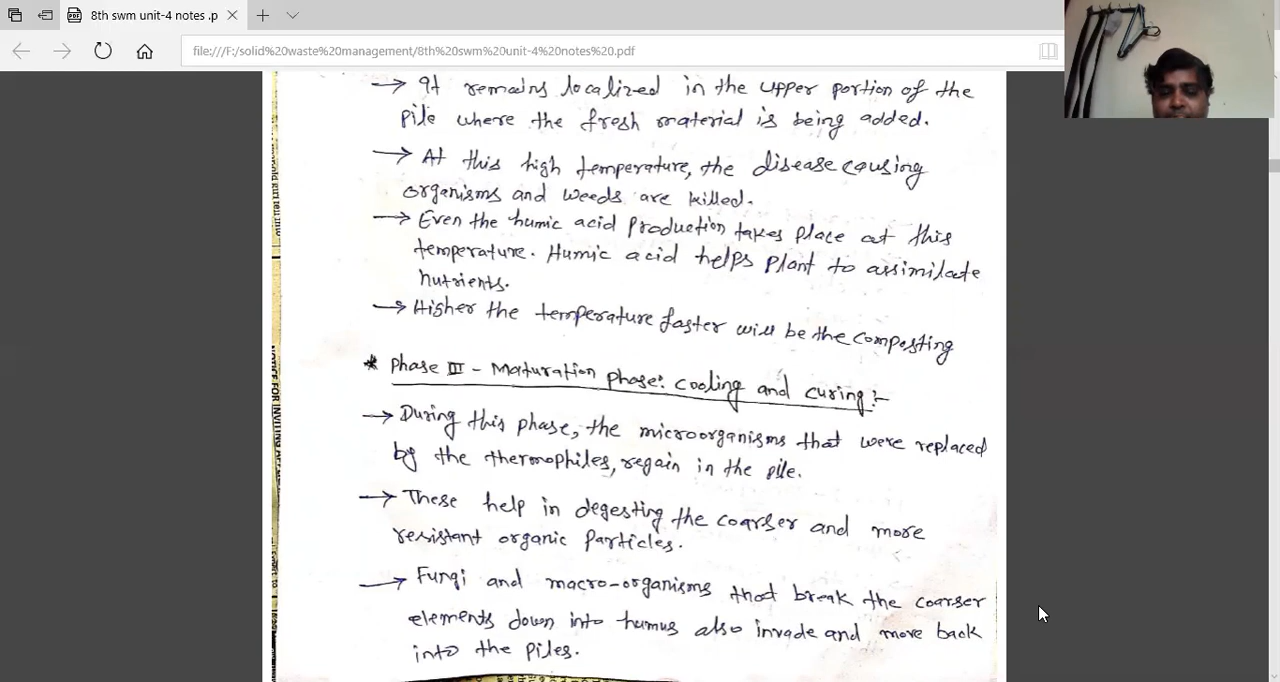 8th swm unit-4 notes .p
file:///F:/solid%20waste%20management/8th%20swm%20unit-4%20notes%20.pdf
→ It remains localized in the upper portion of the
pile where the fresh material is being added.
→ At this high temperature, the disease causing
organisms and weeds are killed.
→ Even the humic acid production takes place at this
temperature. Humic acid helps plant to assimilate
nutrients.
→ Higher the temperature faster will be the composting
* Phase III - Maturation phase: cooling and curing:-
→ During this phase, the microorganisms that were replaced
by the thermophiles, regain in the pile.
→ These help in degesting the coarser and more
resistant organic particles.
→ Fungi and macro-organisms that break the coarser
elements down into humus also invade and move back
into the piles.